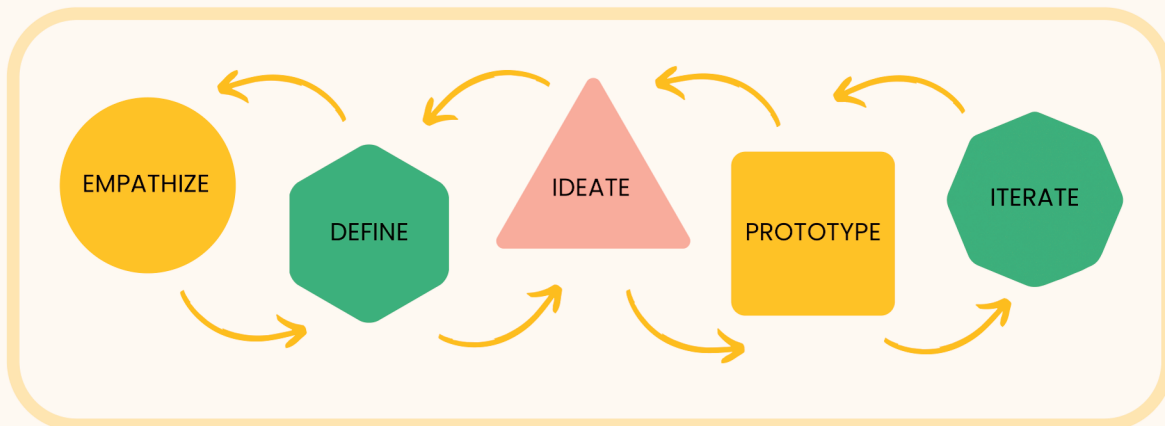 EMPATHIZE
DEFINE
IDEATE
PROTOTYPE
ITERATE